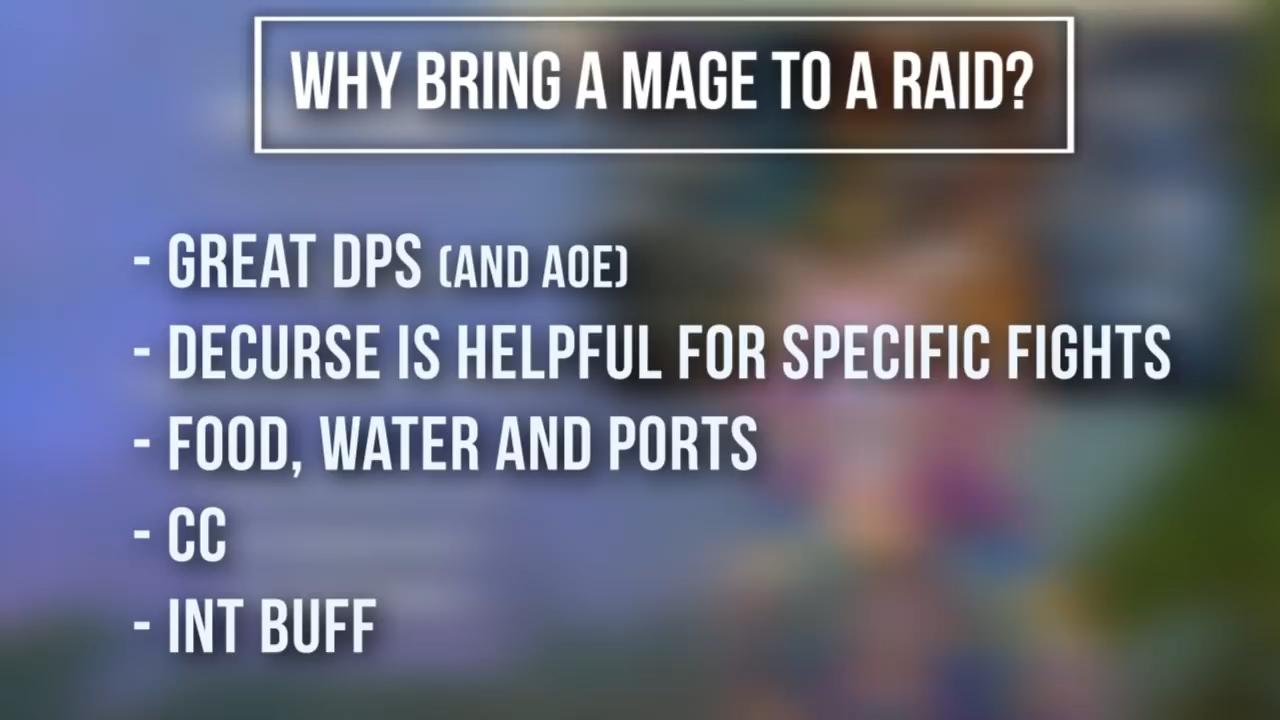 WHY BRING A MAGE TO A RAID?
- GREAT DPS (AND AOE)
- DECURSE IS HELPFUL FOR SPECIFIC FIGHTS
- FOOD, WATER AND PORTS
- CC
- INT BUFF